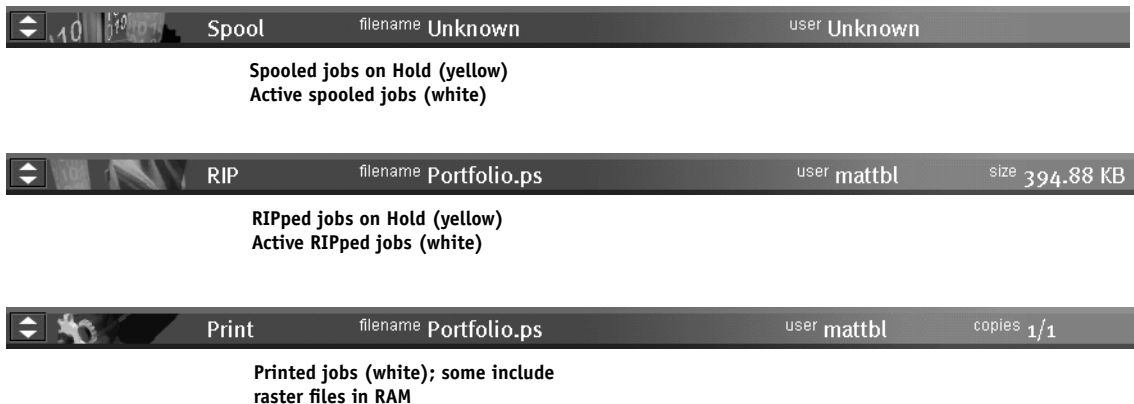 Spool filename Unknown user Unknown
Spooled jobs on Hold (yellow)
Active spooled jobs (white)
RIP filename Portfolio.ps user mattbl size 394.88 KB
RIPped jobs on Hold (yellow)
Active RIPped jobs (white)
Print filename Portfolio.ps user mattbl copies 1/1
Printed jobs (white); some include
raster files in RAM